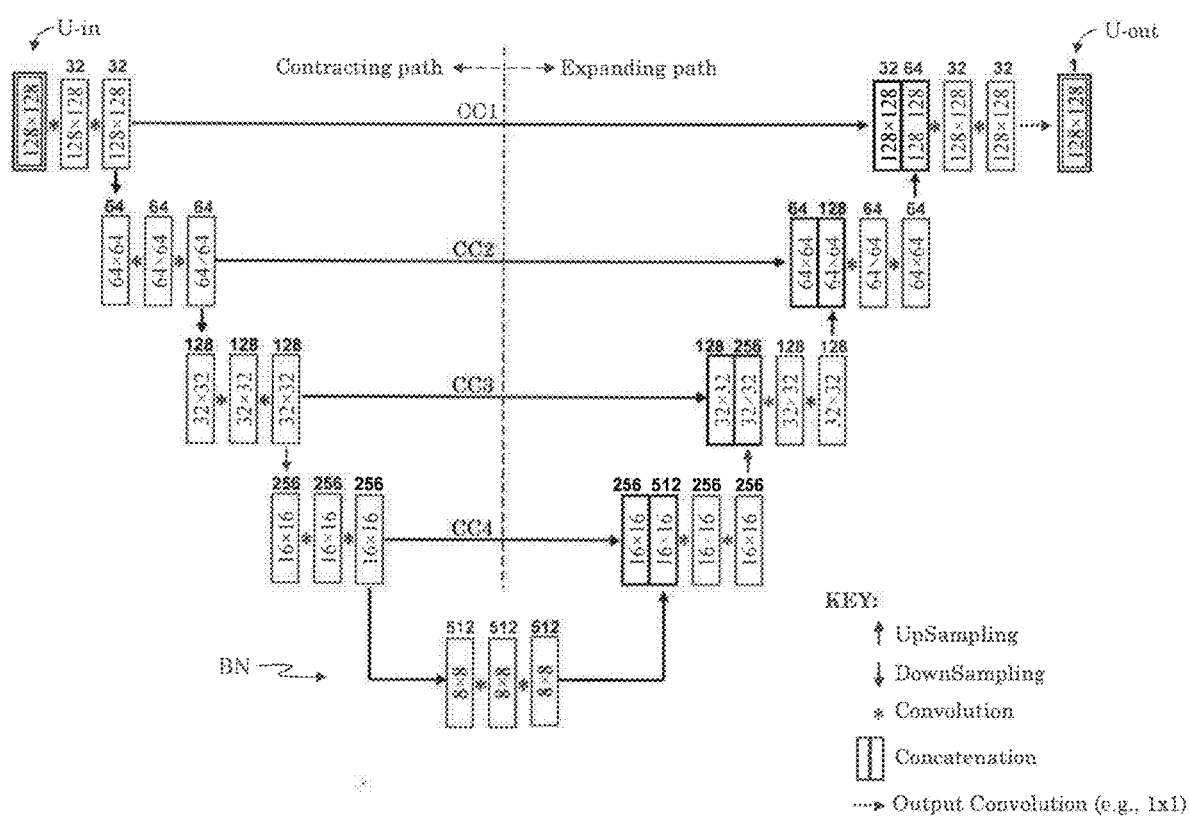 U-in
U-out
Contracting path
Expanding path
32 32
32 64 32 32
1
128×128 128×128 128×128
CC1
128×128 128 128 128×128 128×128
128×128
64 64 64
64 128 64 64
64×64 64×64 64×64
CC2
64×64 64×64 64×64 64×64
128 128 128
128 256 128 128
32×32 32×32 32×32
CC3
32×32 32×32 32×32 32×32
256 256 256
256 512 256 256
16×16 16×16 16×16
CC4
16×16 16×16 16×16 16×16
512 512 512
8×8 8×8 8×8
BN
KEY:
UpSampling
DownSampling
* Convolution
Concatenation
Output Convolution (e.g., 1x1)